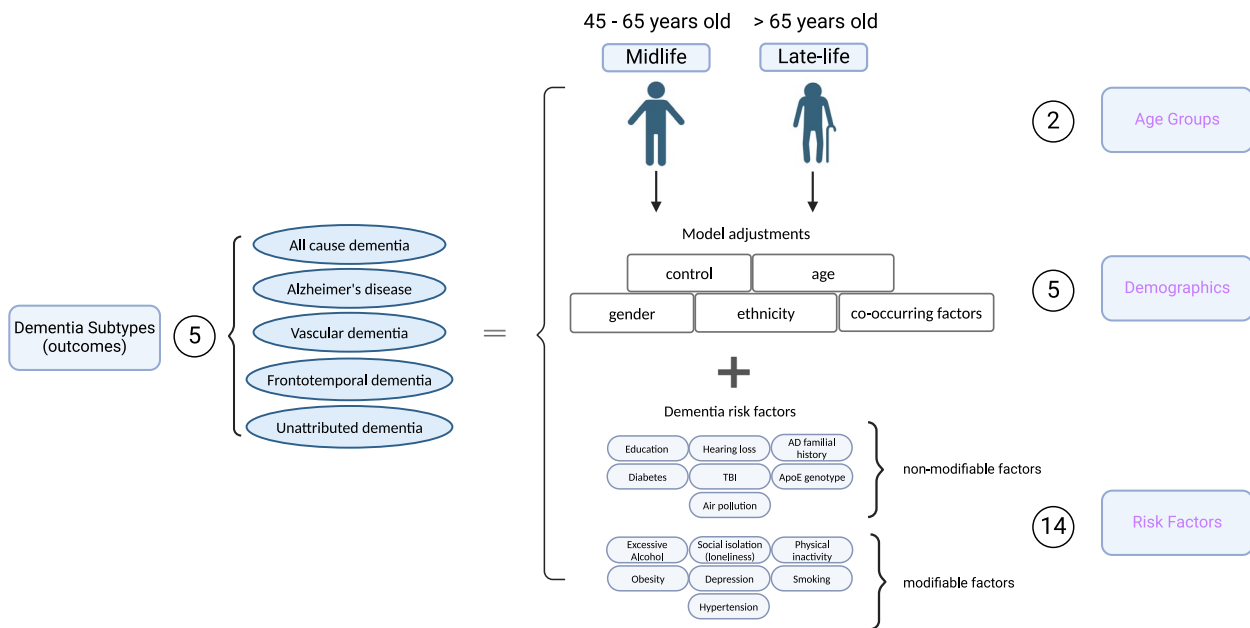 45 - 65 years old
> 65 years old
Midlife
Late-life
2
Age Groups
Model adjustments
control
age
gender
ethnicity
co-occurring factors
5
Demographics
Dementia Subtypes
(outcomes)
5
All cause dementia
Alzheimer's disease
Vascular dementia
Frontotemporal dementia
Unattributed dementia
=
+
Dementia risk factors
Education
Hearing loss
AD familial
history
Diabetes
TBI
ApoE genotype
Air pollution
non-modifiable factors
Excessive
Alcohol
Social isolation
(loneliness)
Physical
inactivity
Obesity
Depression
Smoking
Hypertension
modifiable factors
14
Risk Factors